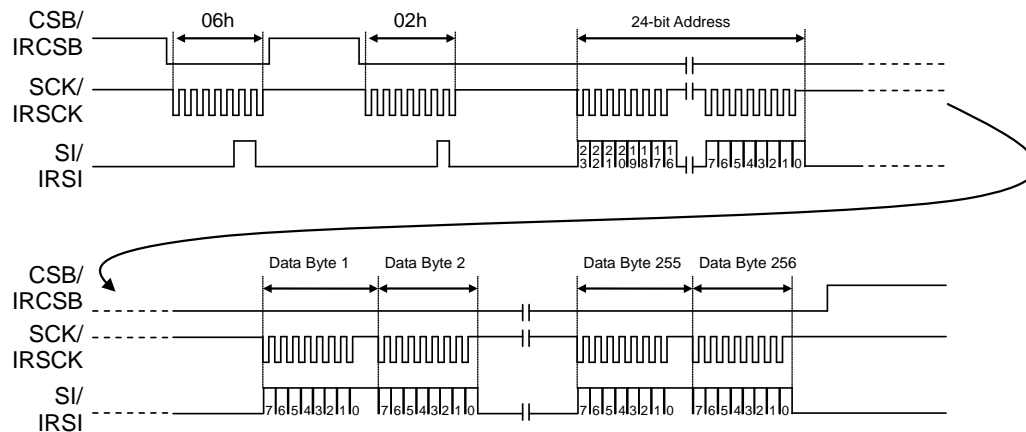 CSB/
IRCSB
06h
02h
24-bit Address
SCK/
IRSCK
SI/
IRSI
2 2 2 2 1 1 1 1
3 2 1 0 9 8 7 6
7 6 5 4 3 2 1 0
CSB/
IRCSB
Data Byte 1
Data Byte 2
Data Byte 255
Data Byte 256
SCK/
IRSCK
SI/
IRSI
7 6 5 4 3 2 1 0
7 6 5 4 3 2 1 0
7 6 5 4 3 2 1 0
7 6 5 4 3 2 1 0